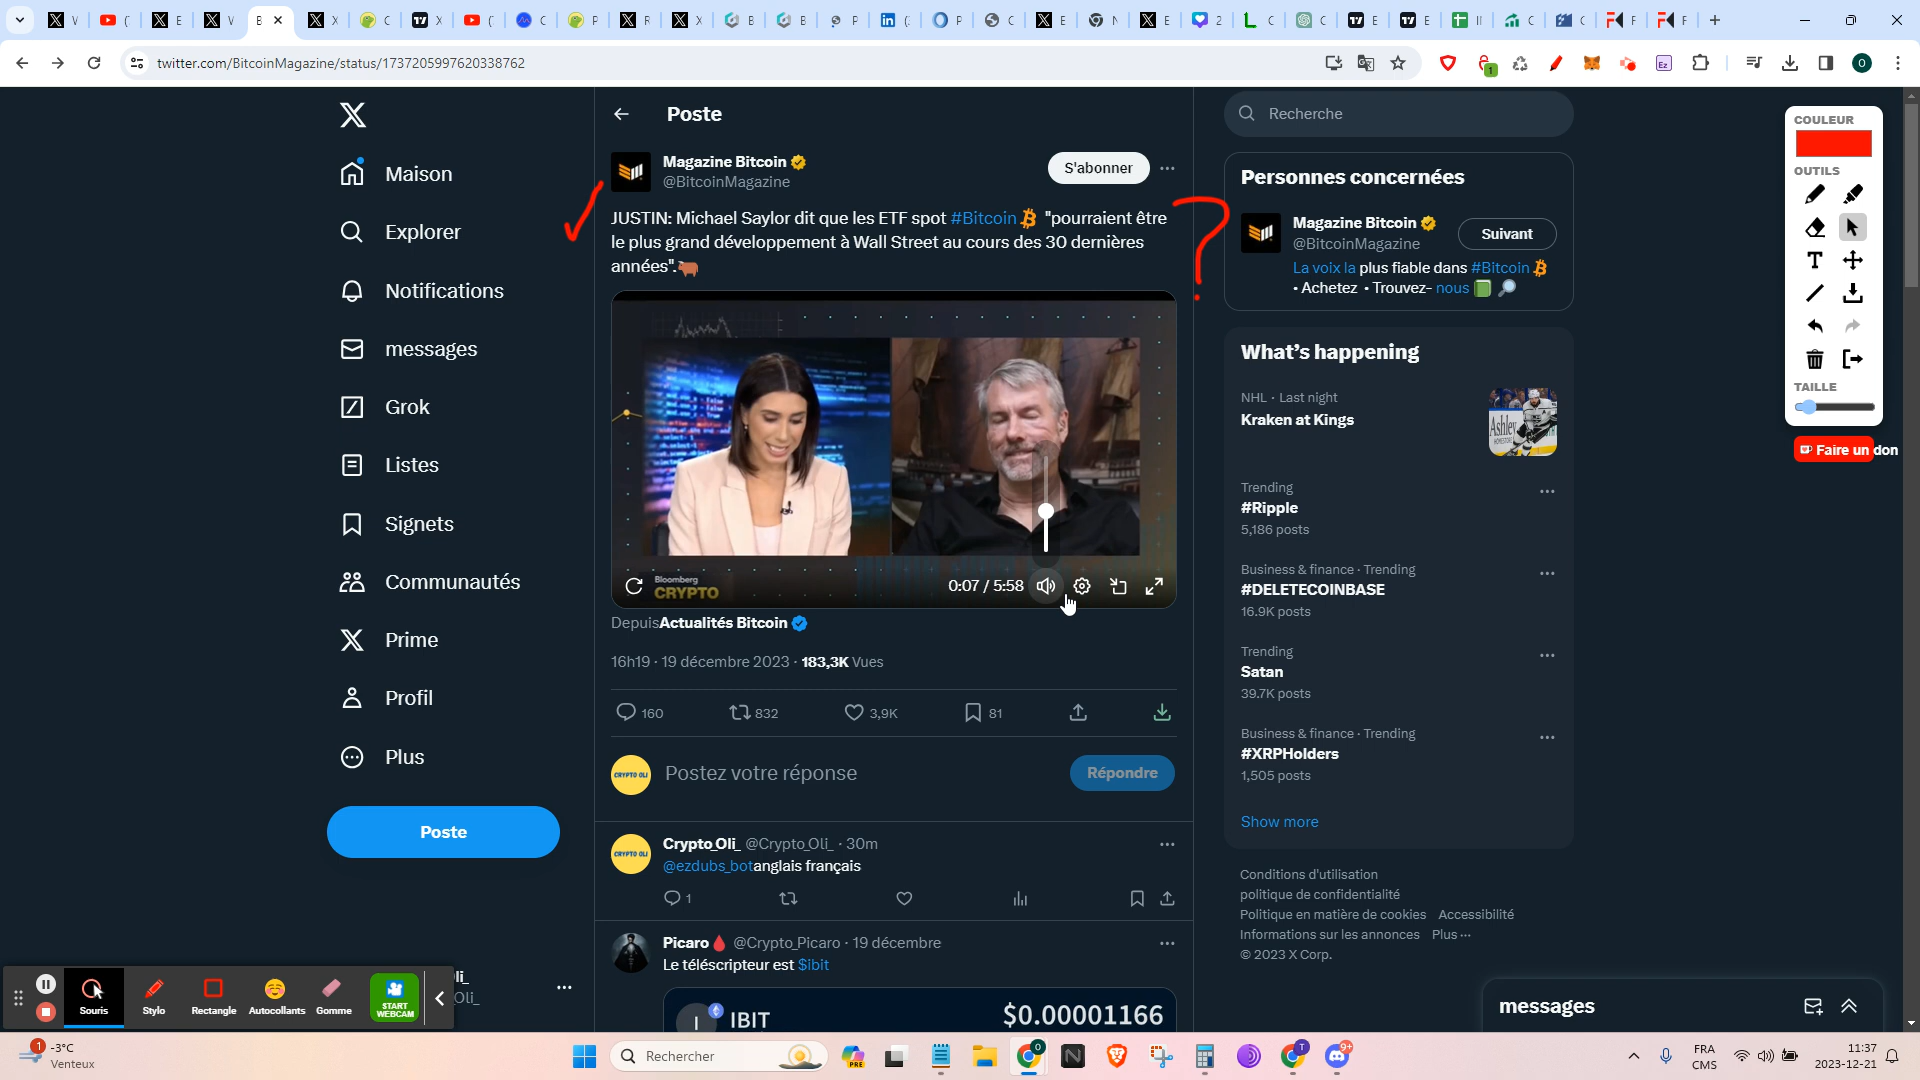 twitter.com/BitcoinMagazine/status/1737205997620338762
Maison
Explorer
Notifications
messages
Grok
Listes
Signets
Communautés
Prime
Profil
Plus
Poste
Poste
Magazine Bitcoin
@BitcoinMagazine
S'abonner
JUSTIN: Michael Saylor dit que les ETF spot #Bitcoin "pourraient être
le plus grand développement à Wall Street au cours des 30 dernières
années".
Bloomberg
CRYPTO
0:07 / 5:58
DepuisActualités Bitcoin
16h19 · 19 décembre 2023 · 183,3K Vues
160
832
3,9K
81
CRYPTO OLI
Postez votre réponse
Répondre
CRYPTO OLI
Crypto_Oli_ @Crypto_Oli_ · 30m
@ezdubs_botanglais français
1
Picaro @Crypto_Picaro · 19 décembre
Le téléscripteur est $ibit
IBIT
$0.00001166
Recherche
Personnes concernées
Magazine Bitcoin
@BitcoinMagazine
Suivant
La voix la plus fiable dans #Bitcoin
• Achetez • Trouvez- nous
What's happening
NHL · Last night
Kraken at Kings
Trending
#Ripple
5,186 posts
Business & finance · Trending
#DELETECOINBASE
16.9K posts
Trending
Satan
39.7K posts
Business & finance · Trending
#XRPHolders
1,505 posts
Show more
Conditions d'utilisation
politique de confidentialité
Politique en matière de cookies Accessibilité
Informations sur les annonces Plus ···
© 2023 X Corp.
messages
COULEUR
OUTILS
TAILLE
Faire un don
Souris
Stylo
Rectangle
Autocollants
Gomme
START
WEBCAM
li_
Oli_
1
-3°C
Venteux
Rechercher
FRA
CMS
11:37
2023-12-21